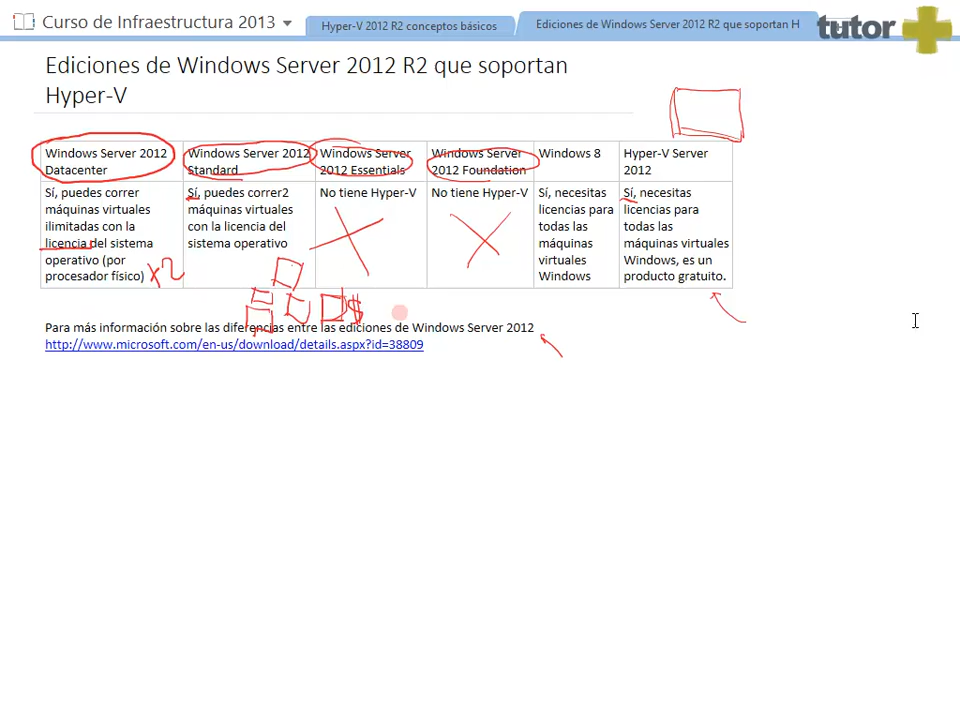 Curso de Infraestructura 2013
Hyper-V 2012 R2 conceptos básicos
Ediciones de Windows Server 2012 R2 que soportan H
tutor
Ediciones de Windows Server 2012 R2 que soportan
Hyper-V
Windows Server 2012
Datacenter
Windows Server 2012
Standard
Windows Server
2012 Essentials
Windows Server
2012 Foundation
Windows 8
Hyper-V Server
2012
Sí, puedes correr
máquinas virtuales
ilimitadas con la
licencia del sistema
operativo (por
procesador físico)
x2
Sí, puedes correr2
máquinas virtuales
con la licencia del
sistema operativo
No tiene Hyper-V
No tiene Hyper-V
Sí, necesitas
licencias para
todas las
máquinas
virtuales
Windows
Sí, necesitas
licencias para
todas las
máquinas virtuales
Windows, es un
producto gratuito.
$
Para más información sobre las diferencias entre las ediciones de Windows Server 2012
http://www.microsoft.com/en-us/download/details.aspx?id=38809